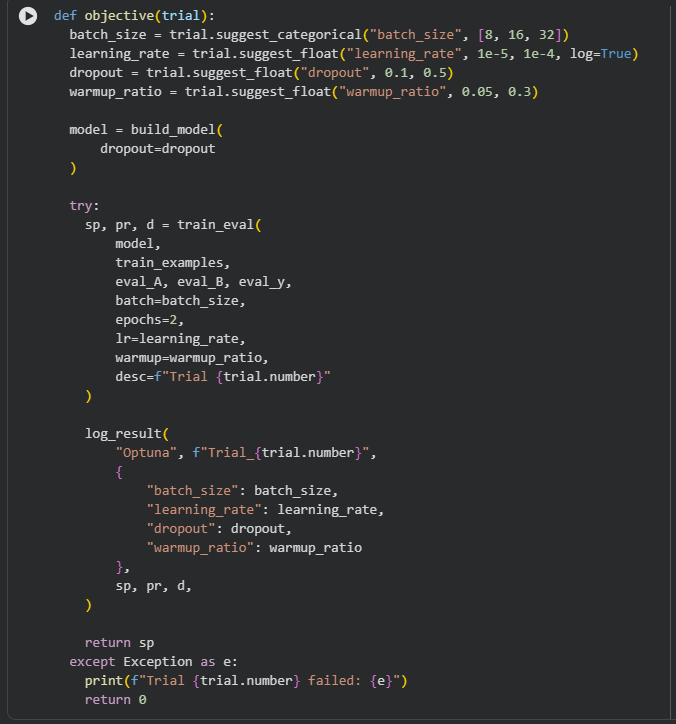 def objective(trial):
  batch_size = trial.suggest_categorical("batch_size", [8, 16, 32])
  learning_rate = trial.suggest_float("learning_rate", 1e-5, 1e-4, log=True)
  dropout = trial.suggest_float("dropout", 0.1, 0.5)
  warmup_ratio = trial.suggest_float("warmup_ratio", 0.05, 0.3)

  model = build_model(
      dropout=dropout
  )

  try:
    sp, pr, d = train_eval(
        model,
        train_examples,
        eval_A, eval_B, eval_y,
        batch=batch_size,
        epochs=2,
        lr=learning_rate,
        warmup=warmup_ratio,
        desc=f"Trial {trial.number}"
    )

    log_result(
        "Optuna", f"Trial_{trial.number}",
        {
            "batch_size": batch_size,
            "learning_rate": learning_rate,
            "dropout": dropout,
            "warmup_ratio": warmup_ratio
        },
        sp, pr, d,
    )

    return sp
  except Exception as e:
    print(f"Trial {trial.number} failed: {e}")
    return 0